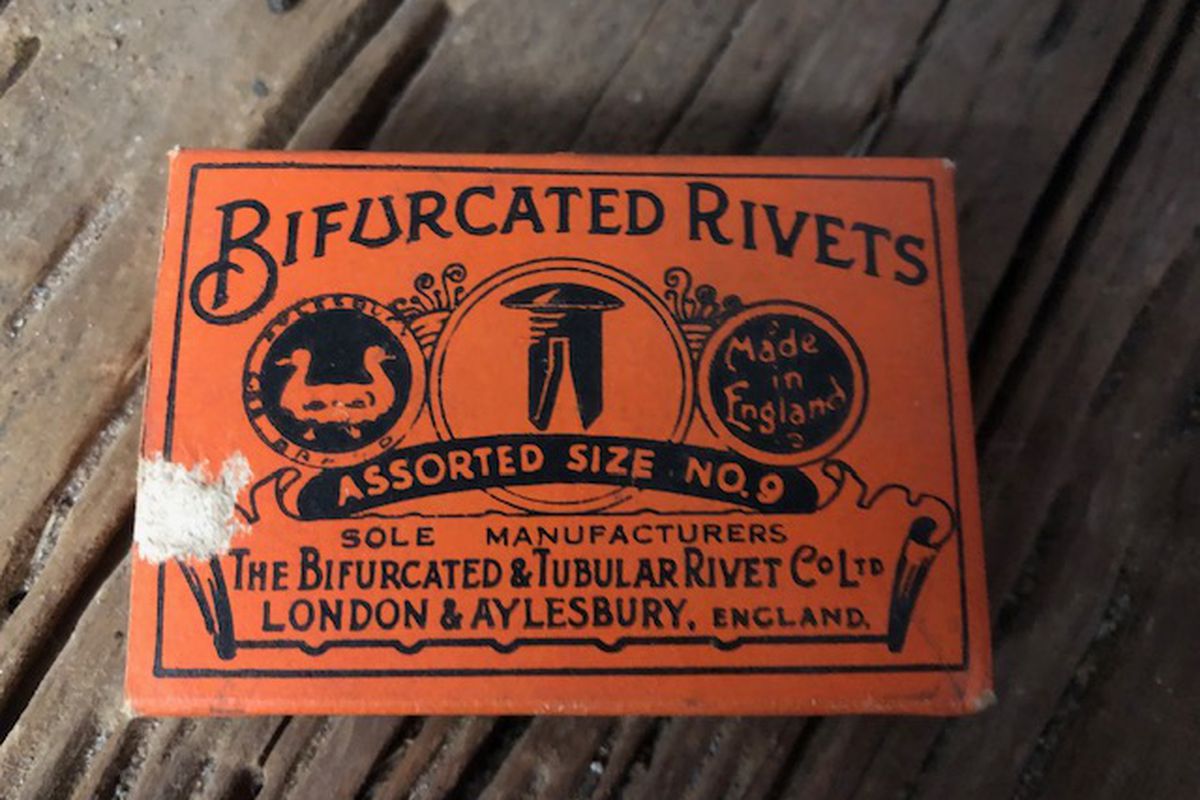 BIFURCATED RIVETS
Made
in
England
ASSORTED SIZE NO. 9
SOLE MANUFACTURERS
THE BIFURCATED & TUBULAR RIVET CO LTD
LONDON & AYLESBURY, ENGLAND.